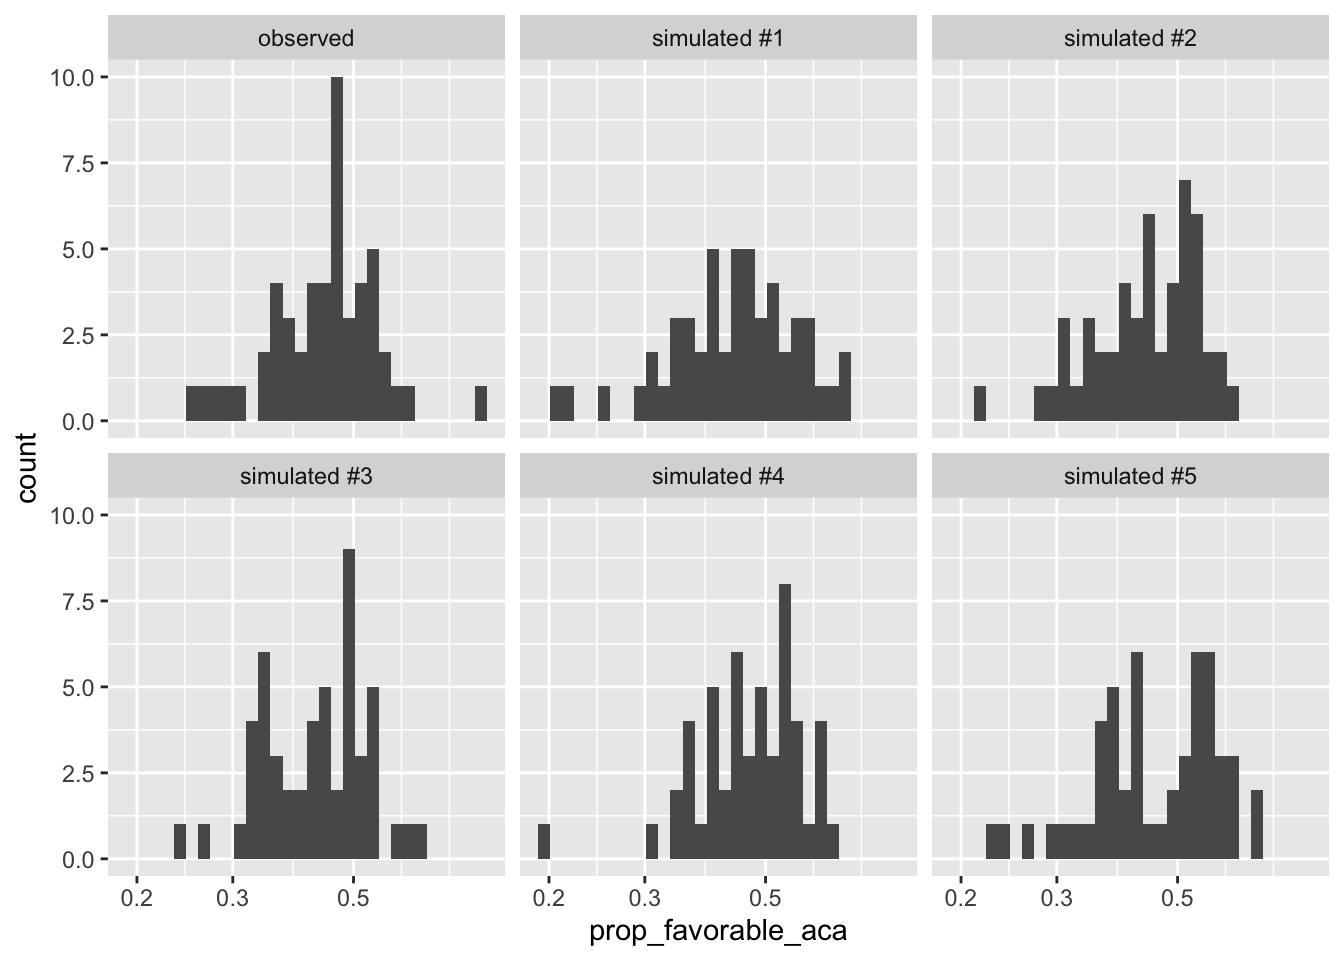 observed
simulated #1
simulated #2
10.0
7.5
5.0
2.5
0.0
count
simulated #3
simulated #4
simulated #5
10.0
7.5
5.0
2.5
0.0
0.2 0.3 0.5
0.2 0.3 0.5
0.2 0.3 0.5
prop_favorable_aca